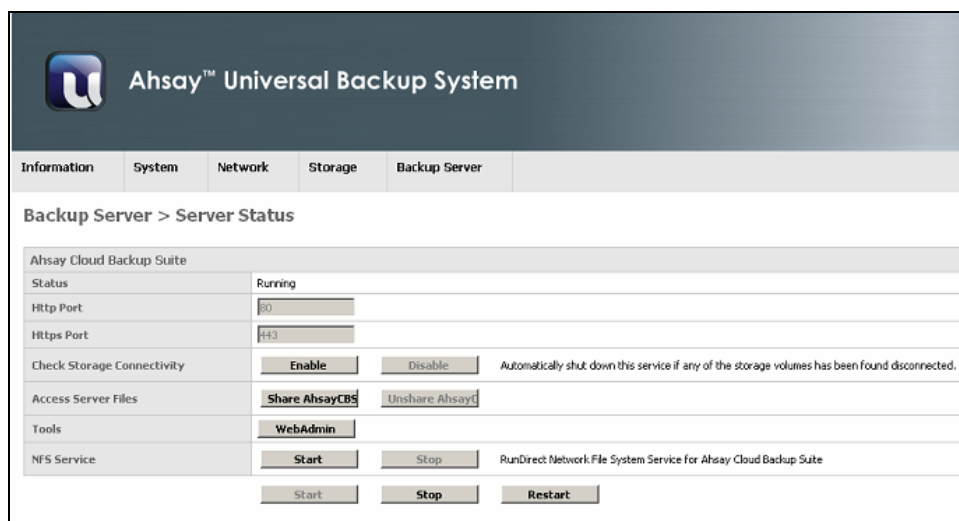 Ahsay™ Universal Backup System
Information System Network Storage Backup Server
Backup Server > Server Status
Ahsay Cloud Backup Suite
Status Running
Http Port 80
Https Port 443
Check Storage Connectivity Enable Disable Automatically shut down this service if any of the storage volumes has been found disconnected.
Access Server Files Share AhsayCBS Unshare AhsayC
Tools WebAdmin
NFS Service Start Stop RunDirect Network File System Service for Ahsay Cloud Backup Suite
Start Stop Restart